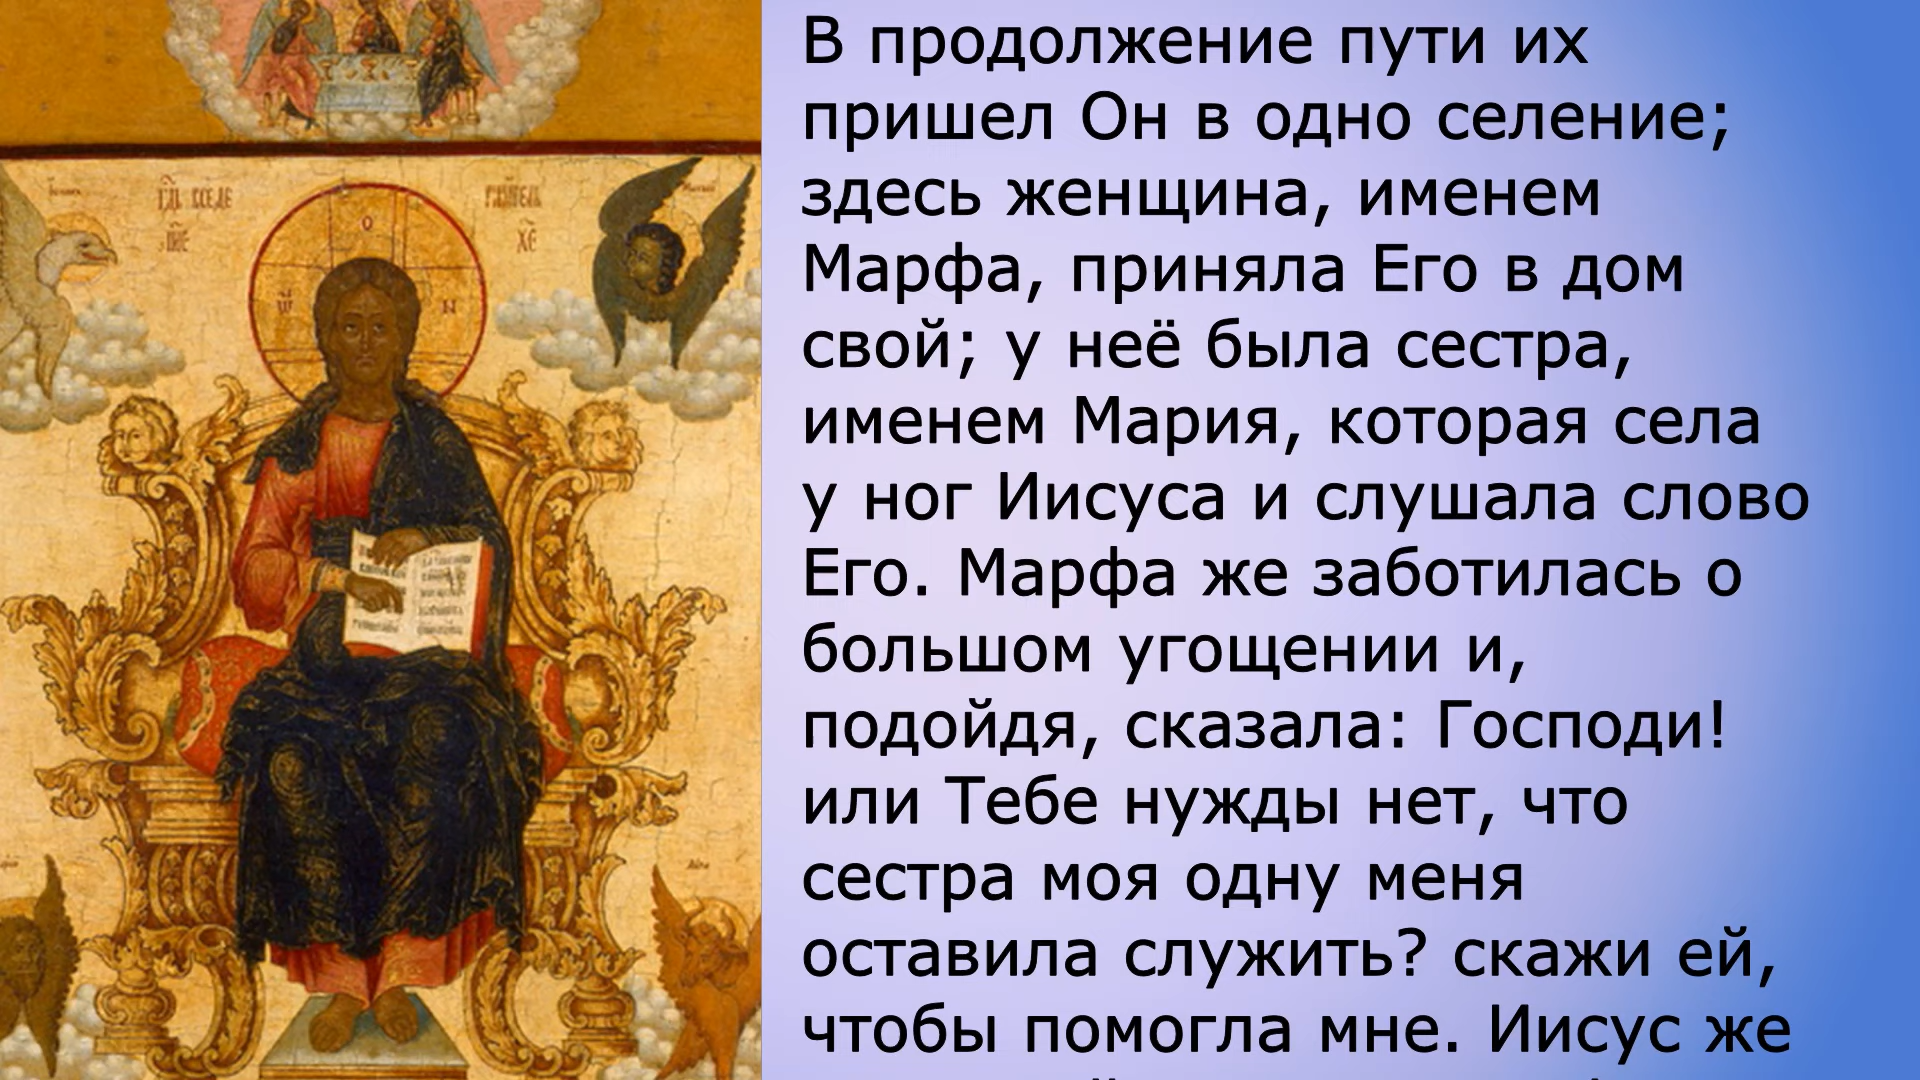 В продолжение пути их
пришел Он в одно селение;
здесь женщина, именем
Марфа, приняла Его в дом
свой; у неё была сестра,
именем Мария, которая села
у ног Иисуса и слушала слово
Его. Марфа же заботилась о
большом угощении и,
подойдя, сказала: Господи!
или Тебе нужды нет, что
сестра моя одну меня
оставила служить? скажи ей,
чтобы помогла мне. Иисус же